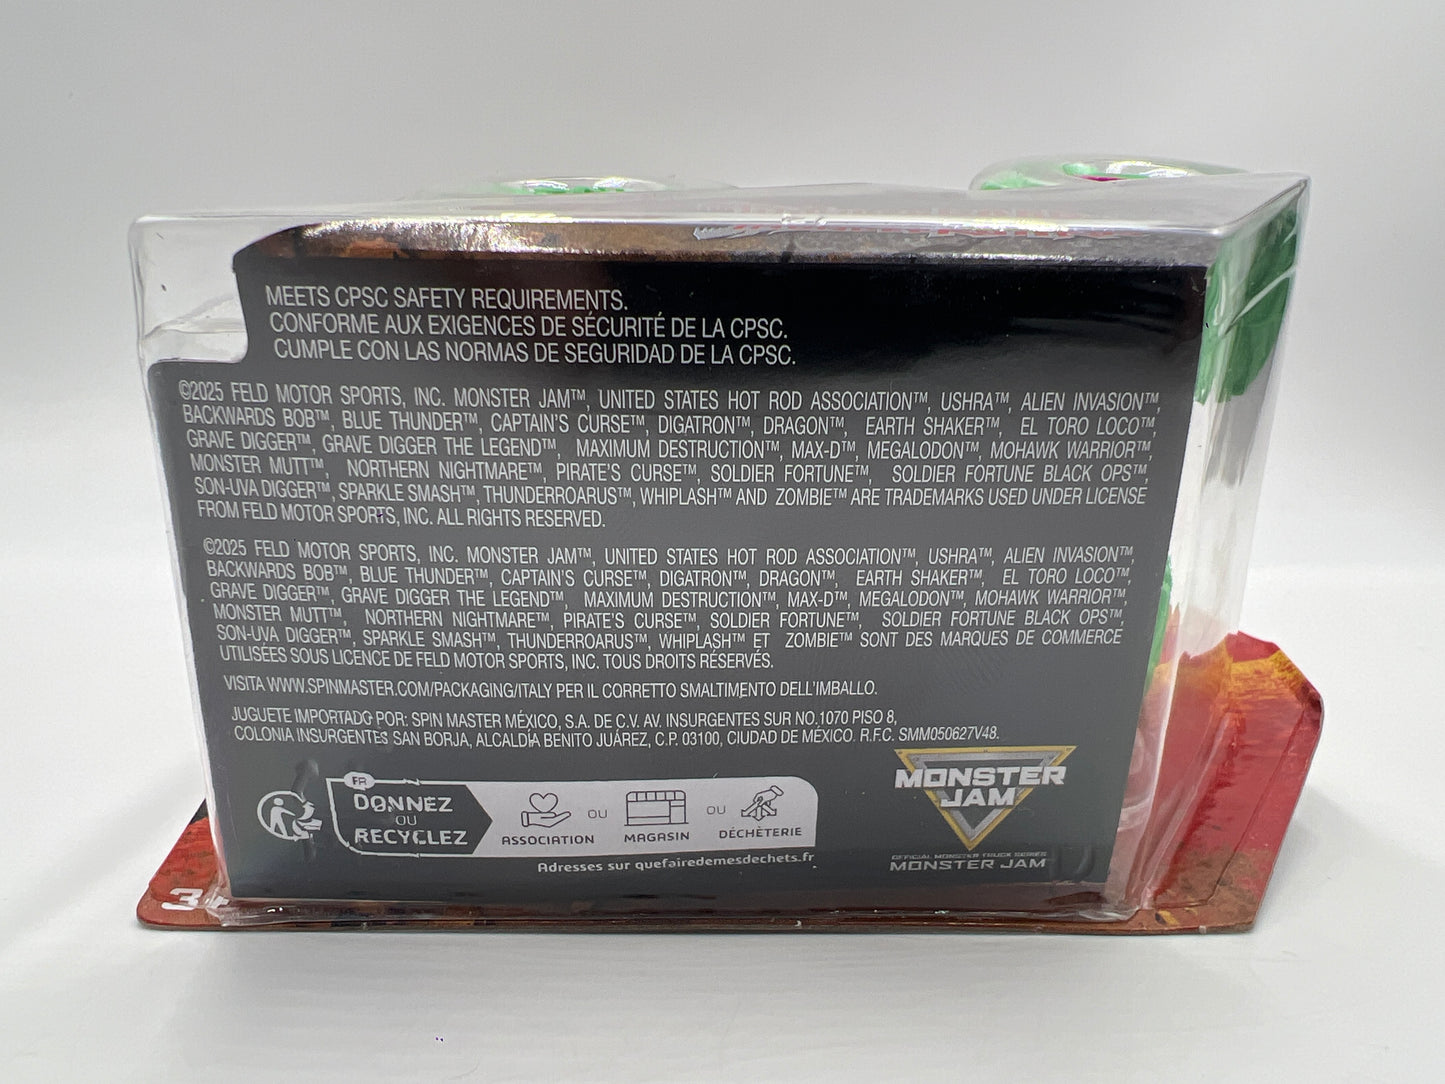 MEETS CPSC SAFETY REQUIREMENTS.
CONFORME AUX EXIGENCES DE SÉCURITÉ DE LA CPSC.
CUMPLE CON LAS NORMAS DE SEGURIDAD DE LA CPSC.
©2025 FELD MOTOR SPORTS, INC. MONSTER JAM™, UNITED STATES HOT ROD ASSOCIATION™, USHRA™, ALIEN INVASION™,
BACKWARDS BOB™, BLUE THUNDER™, CAPTAIN'S CURSE™, DIGATRON™, DRAGON™, EARTH SHAKER™, EL TORO LOCO™,
GRAVE DIGGER™, GRAVE DIGGER THE LEGEND™, MAXIMUM DESTRUCTION™, MAX-D™, MEGALODON™, MOHAWK WARRIOR™,
MONSTER MUTT™, NORTHERN NIGHTMARE™, PIRATE'S CURSE™, SOLDIER FORTUNE™, SOLDIER FORTUNE BLACK OPS™,
SON-UVA DIGGER™, SPARKLE SMASH™, THUNDERROARUS™, WHIPLASH™ AND ZOMBIE™ ARE TRADEMARKS USED UNDER LICENSE
FROM FELD MOTOR SPORTS, INC. ALL RIGHTS RESERVED.
©2025 FELD MOTOR SPORTS, INC. MONSTER JAM™, UNITED STATES HOT ROD ASSOCIATION™, USHRA™, ALIEN INVASION™,
BACKWARDS BOB™, BLUE THUNDER™, CAPTAIN'S CURSE™, DIGATRON™, DRAGON™, EARTH SHAKER™, EL TORO LOCO™,
GRAVE DIGGER™, GRAVE DIGGER THE LEGEND™, MAXIMUM DESTRUCTION™, MAX-D™, MEGALODON™, MOHAWK WARRIOR™,
MONSTER MUTT™, NORTHERN NIGHTMARE™, PIRATE'S CURSE™, SOLDIER FORTUNE™, SOLDIER FORTUNE BLACK OPS™,
SON-UVA DIGGER™, SPARKLE SMASH™, THUNDERROARUS™, WHIPLASH™ ET ZOMBIE™ SONT DES MARQUES DE COMMERCE
UTILISÉES SOUS LICENCE DE FELD MOTOR SPORTS, INC. TOUS DROITS RÉSERVÉS.
VISITA WWW.SPINMASTER.COM/PACKAGING/ITALY PER IL CORRETTO SMALTIMENTO DELL'IMBALLO.
JUGUETE IMPORTADO POR: SPIN MASTER MÉXICO, S.A. DE C.V. AV. INSURGENTES SUR NO.1070 PISO 8,
COLONIA INSURGENTES SAN BORJA, ALCALDÍA BENITO JUÁREZ, C.P. 03100, CIUDAD DE MÉXICO. R.F.C. SMM050627V48.
FR
DONNEZ
OU
RECYCLEZ
ASSOCIATION OU MAGASIN OU DÉCHÈTERIE
Adresses sur quefairedemesdechets.fr
MONSTER
JAM
OFFICIAL MONSTER TRUCK SERIES
MONSTER JAM
3+